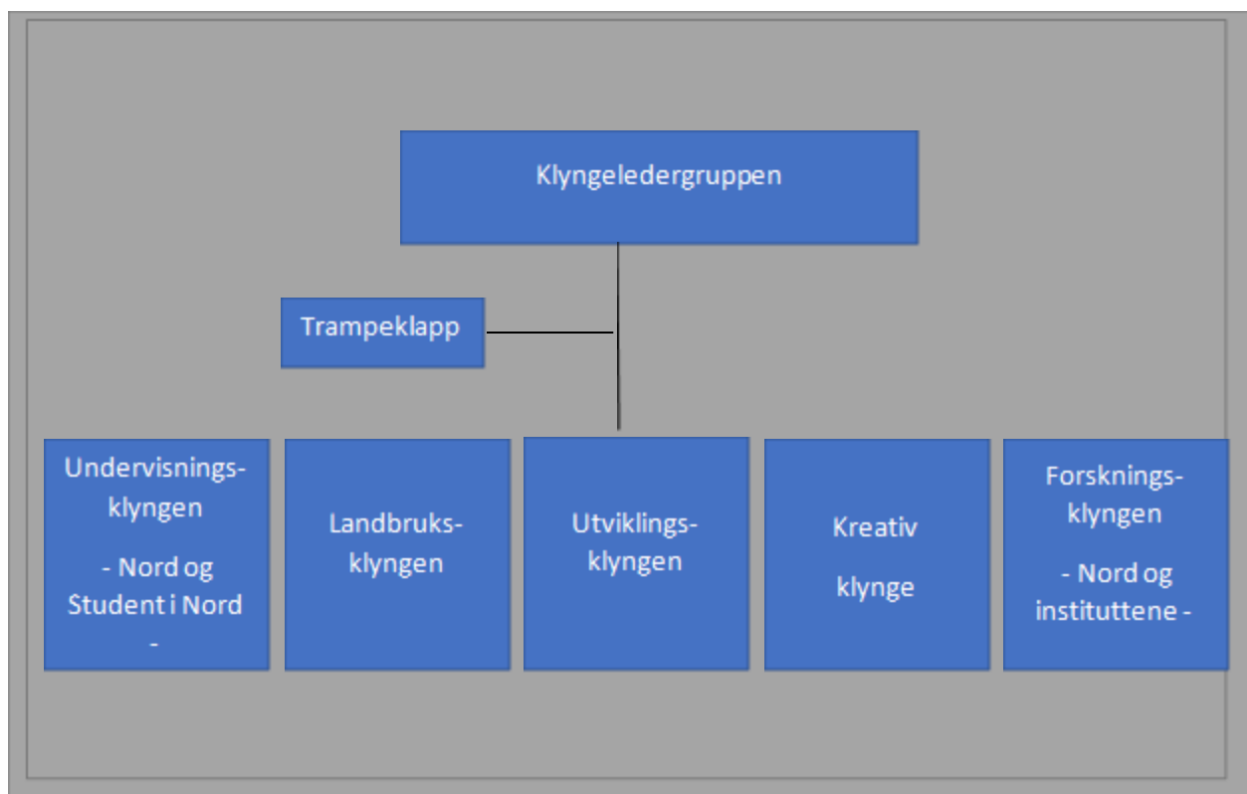 Klyngeledergruppen
Trampeklapp
Undervisnings-
klyngen
- Nord og
Student i Nord
-
Landbruks-
klyngen
Utviklings-
klyngen
Kreativ
klynge
Forsknings-
klyngen
- Nord og
instituttene -